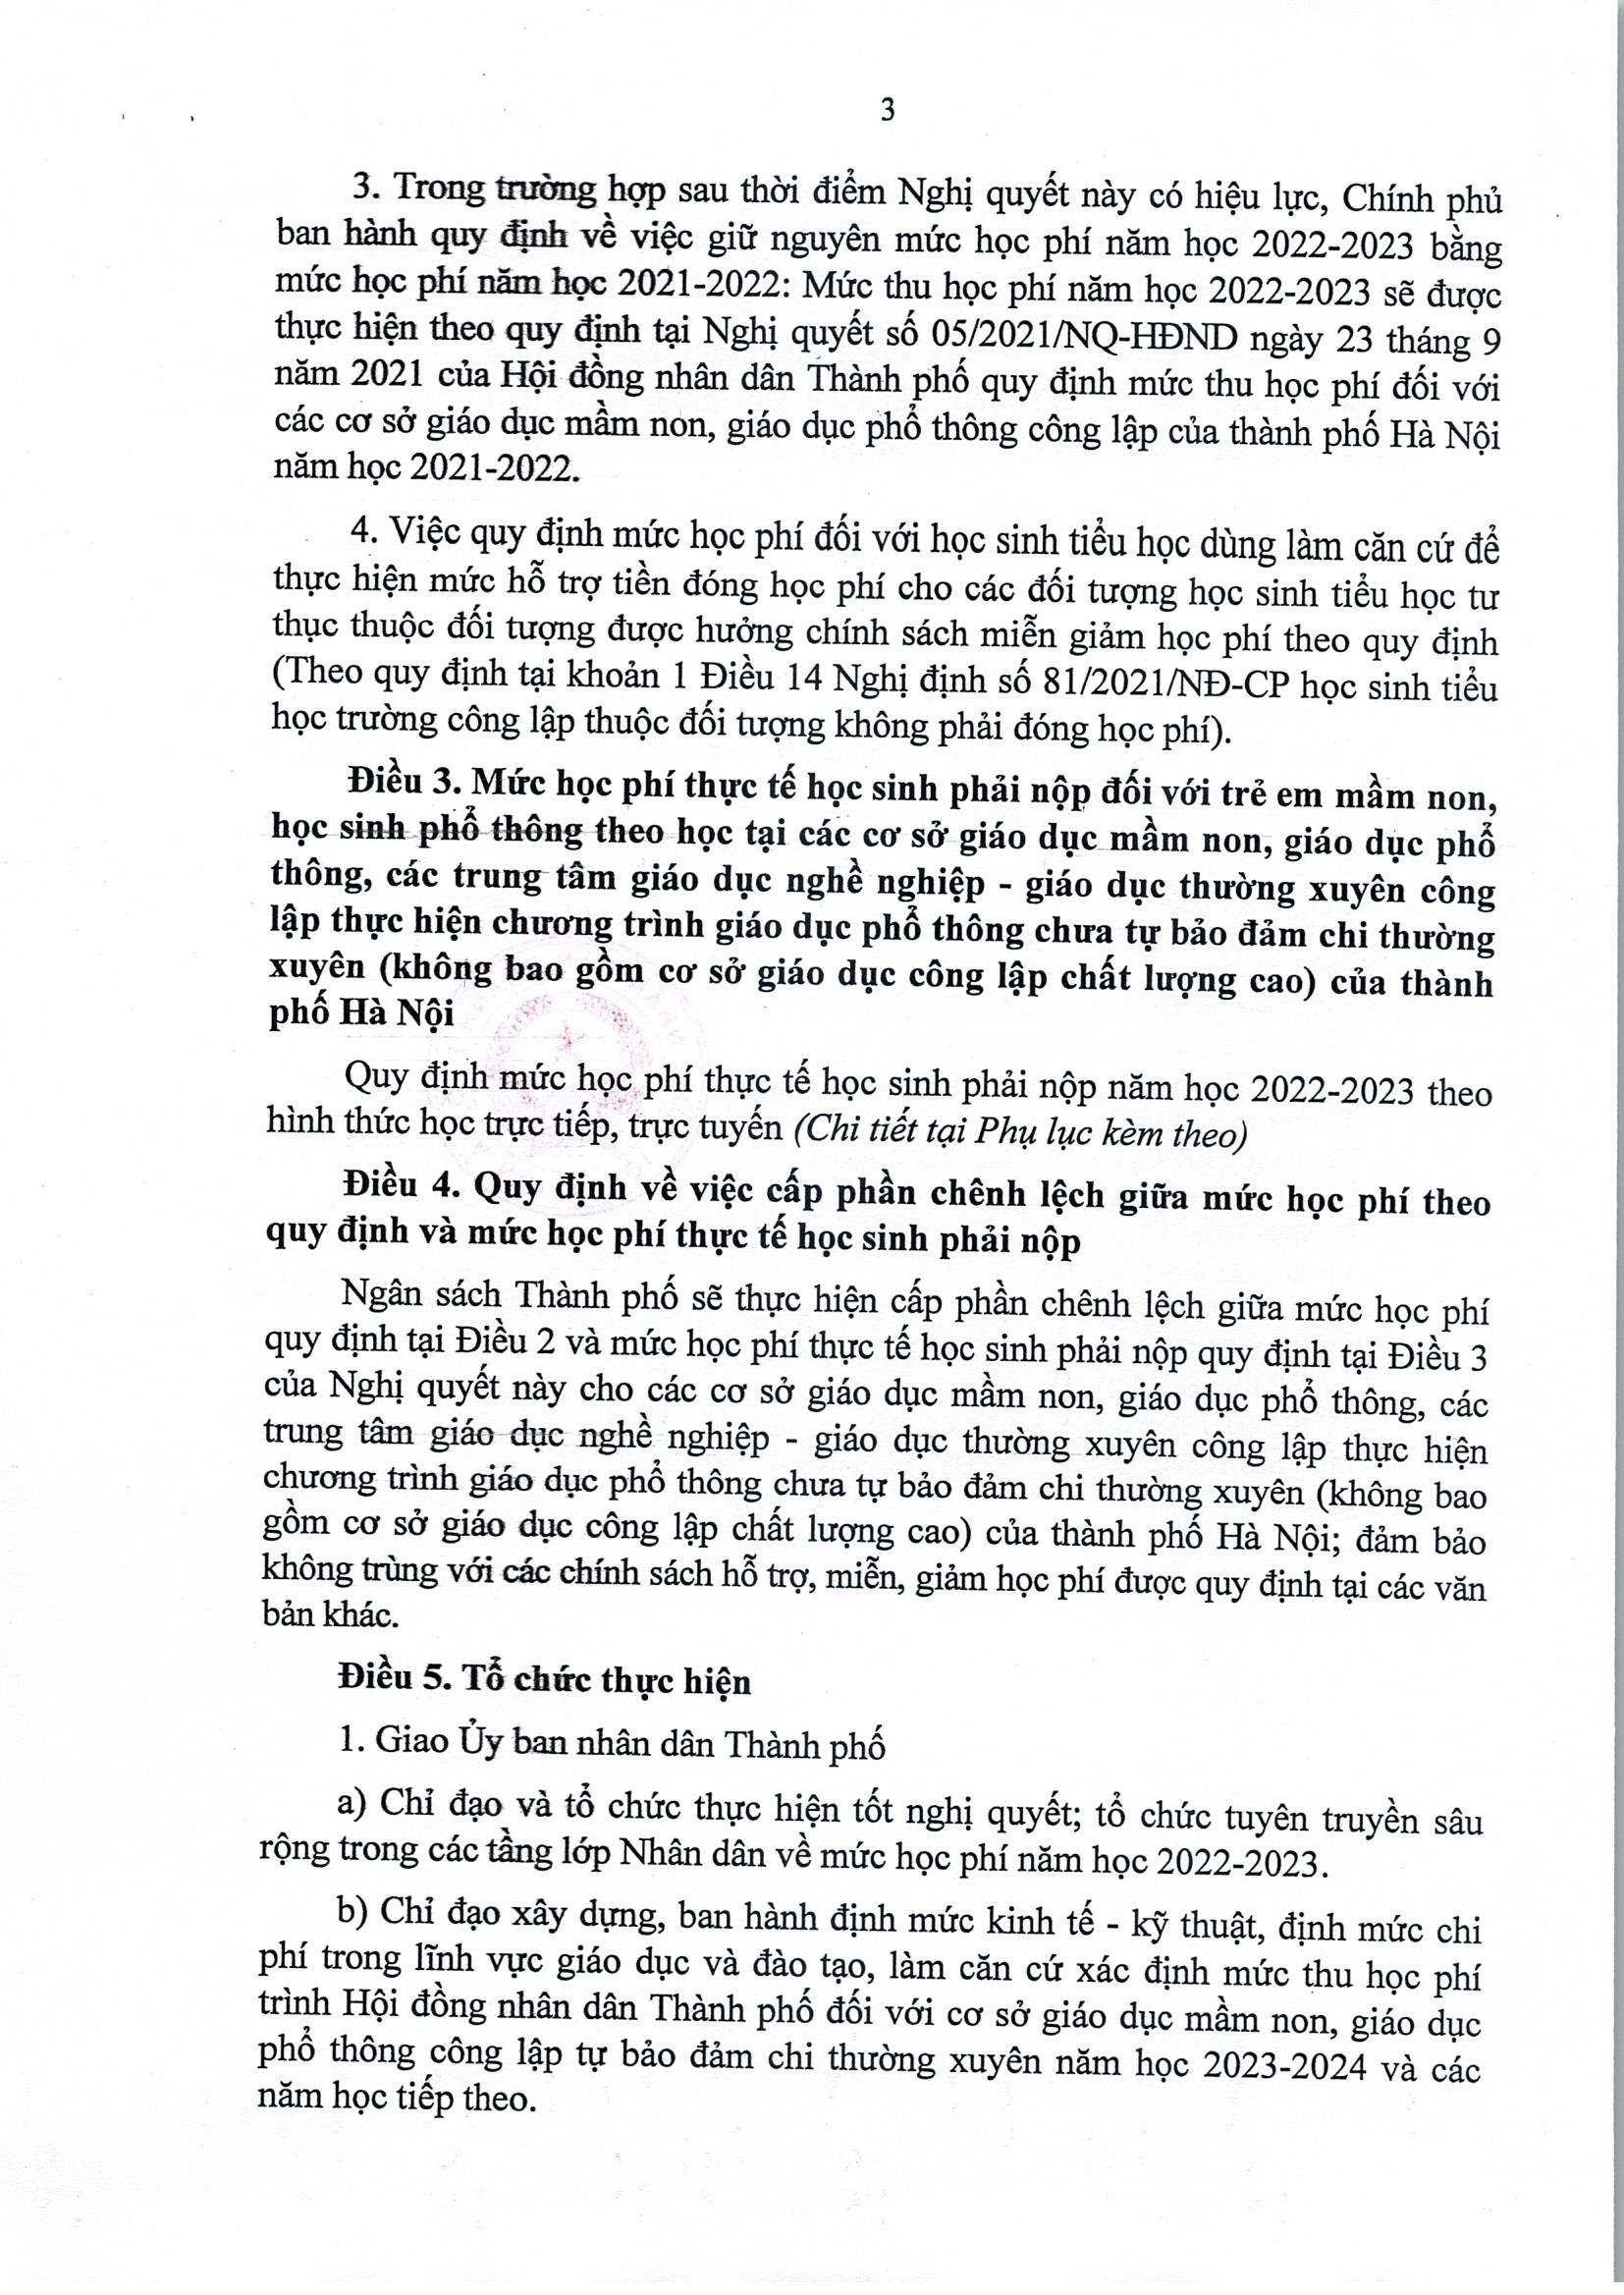 3
3. Trong trường hợp sau thời điểm Nghị quyết này có hiệu lực, Chính phủ
ban hành quy định về việc giữ nguyên mức học phí năm học 2022-2023 bằng
mức học phí năm học 2021-2022: Mức thu học phí năm học 2022-2023 sẽ được
thực hiện theo quy định tại Nghị quyết số 05/2021/NQ-HĐND ngày 23 tháng 9
năm 2021 của Hội đồng nhân dân Thành phố quy định mức thu học phí đối với
các cơ sở giáo dục mầm non, giáo dục phổ thông công lập của thành phố Hà Nội
năm học 2021-2022.
4. Việc quy định mức học phí đối với học sinh tiểu học dùng làm căn cứ để
thực hiện mức hỗ trợ tiền đóng học phí cho các đối tượng học sinh tiểu học tư
thục thuộc đối tượng được hưởng chính sách miễn giảm học phí theo quy định
(Theo quy định tại khoản 1 Điều 14 Nghị định số 81/2021/NĐ-CP học sinh tiểu
học trường công lập thuộc đối tượng không phải đóng học phí).
Điều 3. Mức học phí thực tế học sinh phải nộp đối với trẻ em mầm non,
học sinh phổ thông theo học tại các cơ sở giáo dục mầm non, giáo dục phổ
thông, các trung tâm giáo dục nghề nghiệp - giáo dục thường xuyên công
lập thực hiện chương trình giáo dục phổ thông chưa tự bảo đảm chi thường
xuyên (không bao gồm cơ sở giáo dục công lập chất lượng cao) của thành
phố Hà Nội
Quy định mức học phí thực tế học sinh phải nộp năm học 2022-2023 theo
hình thức học trực tiếp, trực tuyến (Chi tiết tại Phụ lục kèm theo)
Điều 4. Quy định về việc cấp phần chênh lệch giữa mức học phí theo
quy định và mức học phí thực tế học sinh phải nộp
Ngân sách Thành phố sẽ thực hiện cấp phần chênh lệch giữa mức học phí
quy định tại Điều 2 và mức học phí thực tế học sinh phải nộp quy định tại Điều 3
của Nghị quyết này cho các cơ sở giáo dục mầm non, giáo dục phổ thông, các
trung tâm giáo dục nghề nghiệp - giáo dục thường xuyên công lập thực hiện
chương trình giáo dục phổ thông chưa tự bảo đảm chi thường xuyên (không bao
gồm cơ sở giáo dục công lập chất lượng cao) của thành phố Hà Nội; đảm bảo
không trùng với các chính sách hỗ trợ, miễn, giảm học phí được quy định tại các văn
bản khác.
Điều 5. Tổ chức thực hiện
1. Giao Ủy ban nhân dân Thành phố
a) Chỉ đạo và tổ chức thực hiện tốt nghị quyết; tổ chức tuyên truyền sâu
rộng trong các tầng lớp Nhân dân về mức học phí năm học 2022-2023.
b) Chỉ đạo xây dựng, ban hành định mức kinh tế - kỹ thuật, định mức chi
phí trong lĩnh vực giáo dục và đào tạo, làm căn cứ xác định mức thu học phí
trình Hội đồng nhân dân Thành phố đối với cơ sở giáo dục mầm non, giáo dục
phổ thông công lập tự bảo đảm chi thường xuyên năm học 2023-2024 và các
năm học tiếp theo.